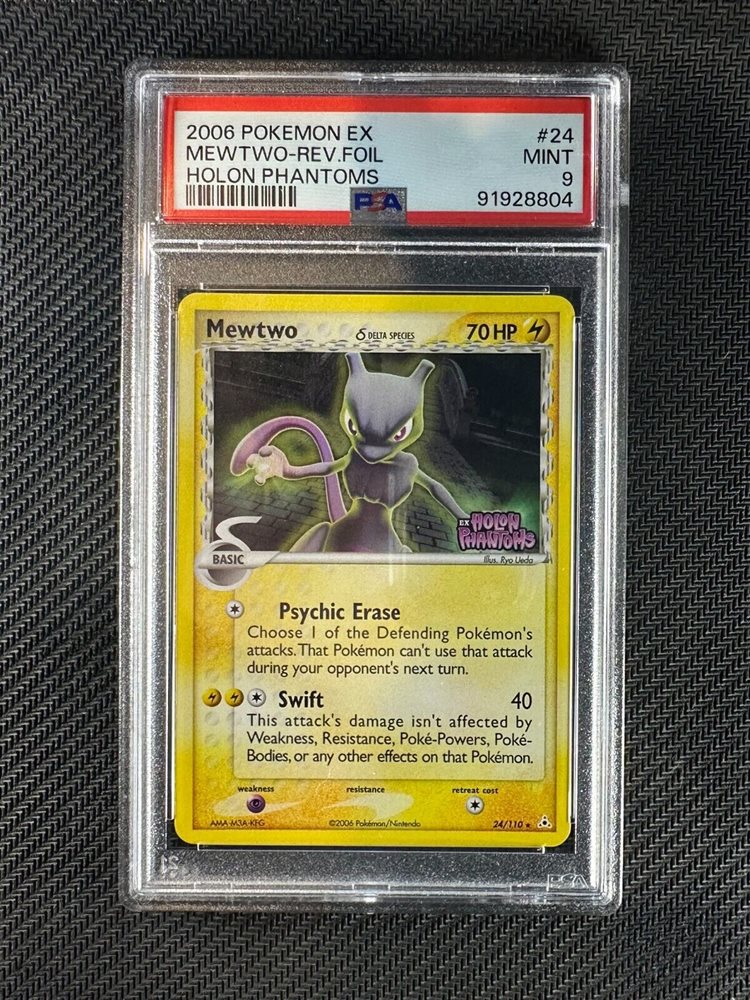 2006 POKEMON EX #24
MEWTWO-REV.FOIL MINT
HOLON PHANTOMS 9
PSA 91928804
Mewtwo δ DELTA SPECIES 70 HP
EX HOLON
PHANTOMS
BASIC
Illus. Ryo Ueda
Psychic Erase
Choose 1 of the Defending Pokémon's
attacks. That Pokémon can't use that attack
during your opponent's next turn.
Swift 40
This attack's damage isn't affected by
Weakness, Resistance, Poké-Powers, Poké-
Bodies, or any other effects on that Pokémon.
weakness resistance retreat cost
AMA-M3A-KFG ©2006 Pokémon/Nintendo 24/110 ★
PSA